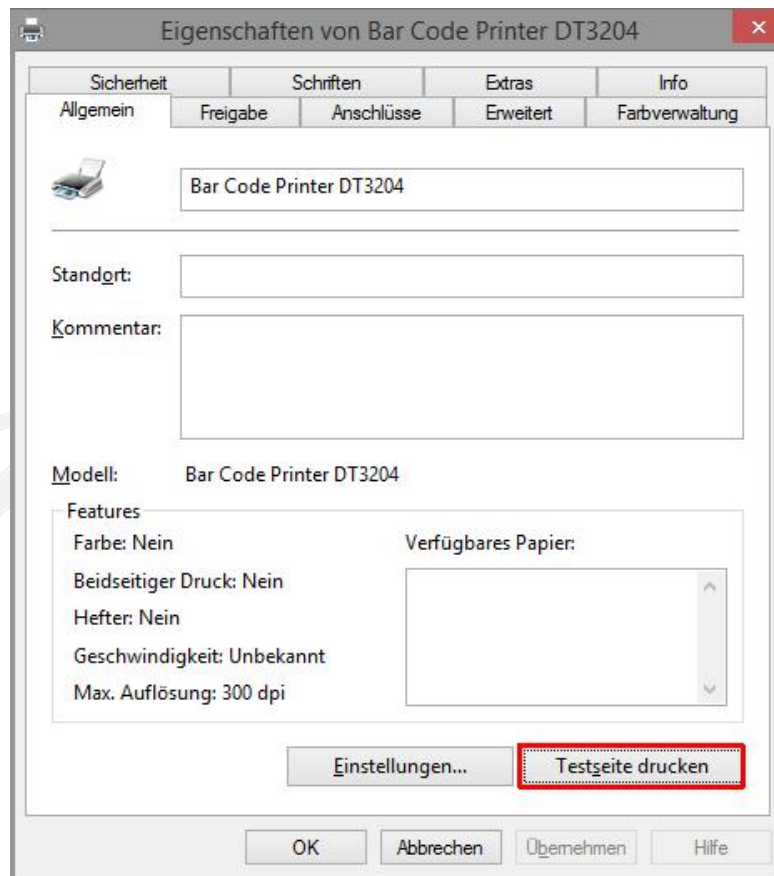 Eigenschaften von Bar Code Printer DT3204
Sicherheit Schriften Extras Info
Allgemein Freigabe Anschlüsse Erweitert Farbverwaltung
Bar Code Printer DT3204
Standort:
Kommentar:
Modell: Bar Code Printer DT3204
Features
Farbe: Nein Verfügbares Papier:
Beidseitiger Druck: Nein
Hefter: Nein
Geschwindigkeit: Unbekannt
Max. Auflösung: 300 dpi
Einstellungen... Testseite drucken
OK Abbrechen Übernehmen Hilfe